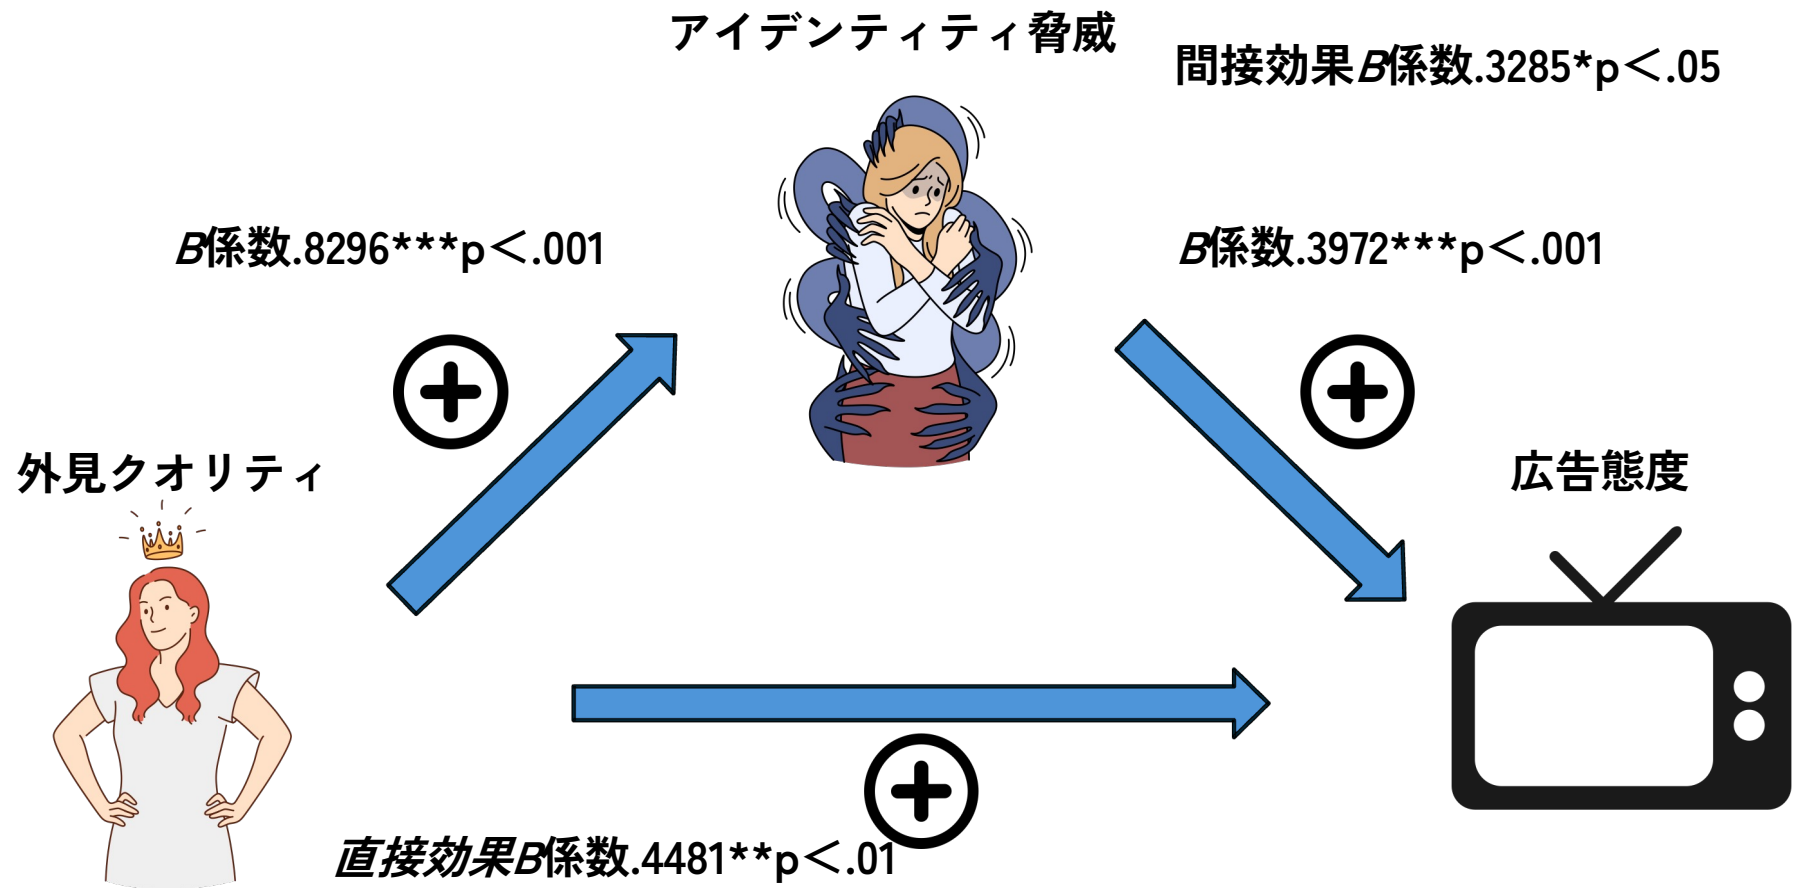 アイデンティティ脅威
間接効果B係数.3285*p＜.05
B係数.8296***p＜.001
B係数.3972***p＜.001
外見クオリティ
広告態度
直接効果B係数.4481**p＜.01